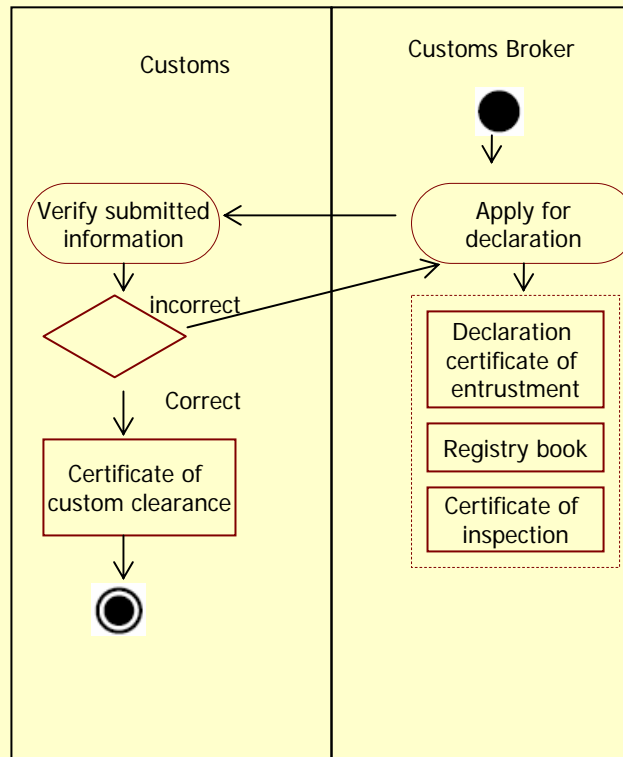 Customs
Customs Broker
Verify submitted
information
Apply for
declaration
incorrect
Declaration
certificate of
entrustment
Correct
Registry book
Certificate of
custom clearance
Certificate of
inspection